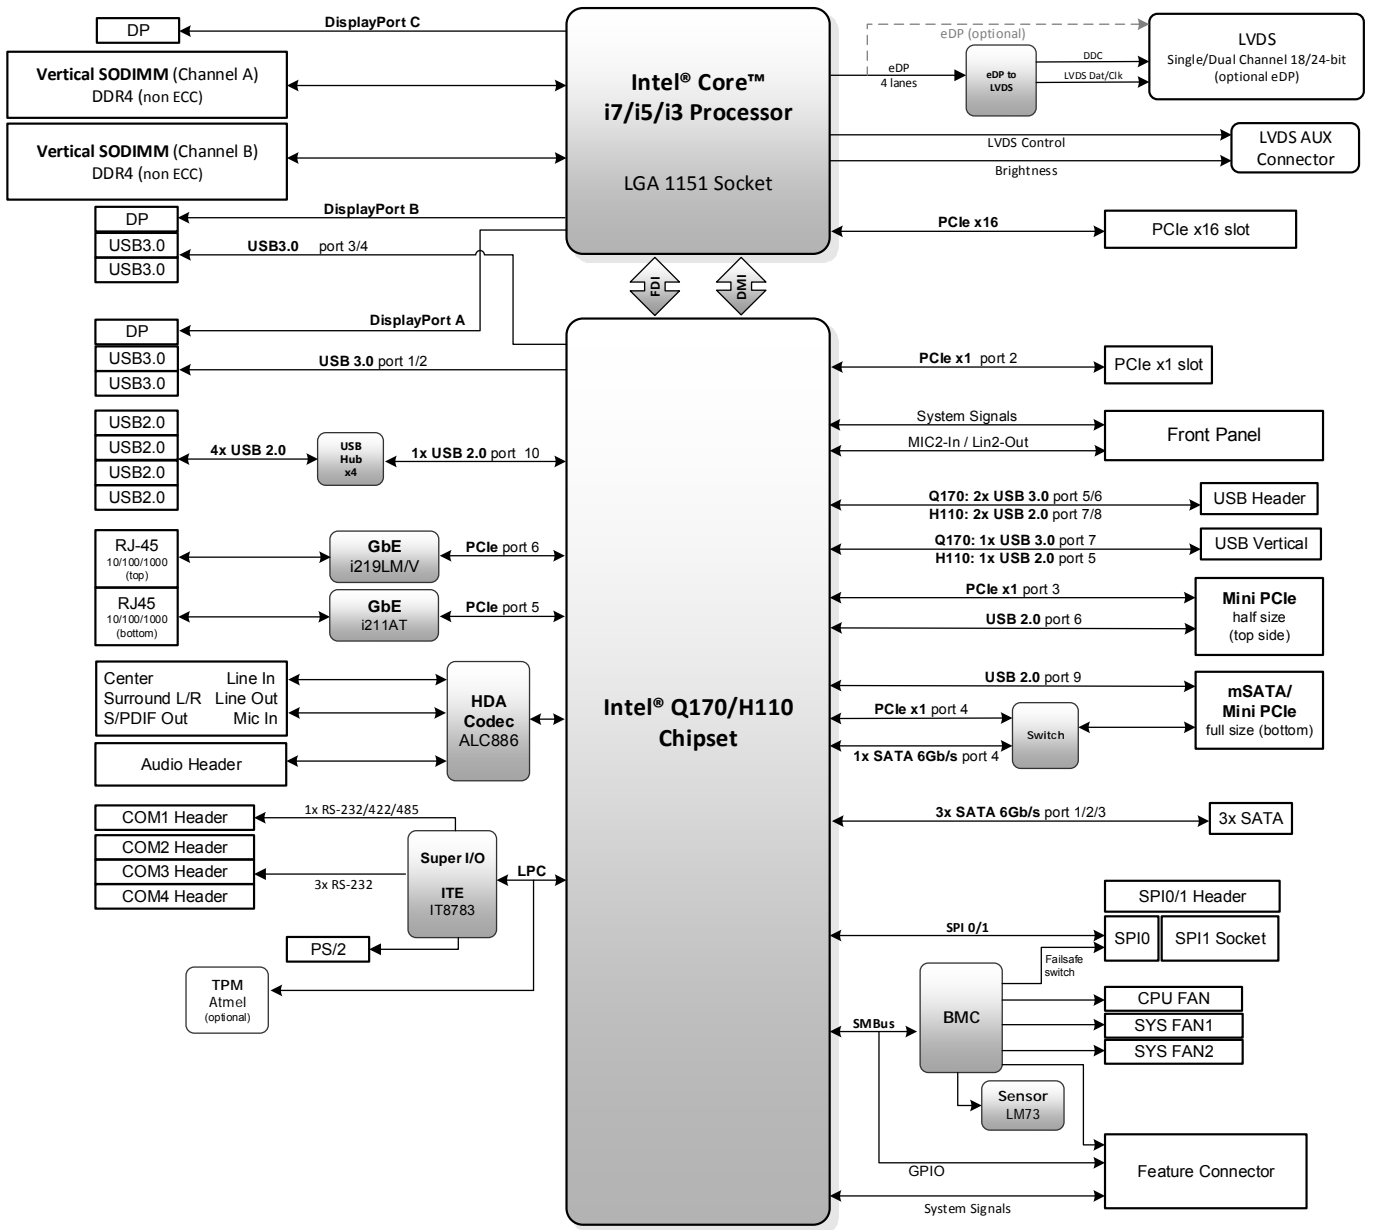 DisplayPort C
DP
Vertical SODIMM (Channel A)
DDR4 (non ECC)
Vertical SODIMM (Channel B)
DDR4 (non ECC)
DisplayPort B
DP
USB3.0
USB3.0
USB3.0 port 3/4
DisplayPort A
DP
USB3.0
USB3.0
USB 3.0 port 1/2
USB2.0
USB2.0
USB2.0
USB2.0
4x USB 2.0
USB
Hub
x4
1x USB 2.0 port 10
RJ-45
10/100/1000
(top)
GbE
i219LM/V
PCIe port 6
RJ45
10/100/1000
(bottom)
GbE
i211AT
PCIe port 5
Center Line In
Surround L/R Line Out
S/PDIF Out Mic In
Audio Header
HDA
Codec
ALC886
COM1 Header
COM2 Header
COM3 Header
COM4 Header
1x RS-232/422/485
3x RS-232
Super I/O
ITE
IT8783
LPC
PS/2
TPM
Atmel
(optional)
Intel® Core™
i7/i5/i3 Processor
LGA 1151 Socket
FDI
DMI
Intel® Q170/H110
Chipset
eDP (optional)
eDP
4 lanes
eDP to
LVDS
DDC
LVDS Dat/Clk
LVDS
Single/Dual Channel 18/24-bit
(optional eDP)
LVDS Control
Brightness
LVDS AUX
Connector
PCIe x16
PCIe x16 slot
PCIe x1 port 2
PCIe x1 slot
System Signals
MIC2-In / Lin2-Out
Front Panel
Q170: 2x USB 3.0 port 5/6
H110: 2x USB 2.0 port 7/8
USB Header
Q170: 1x USB 3.0 port 7
H110: 1x USB 2.0 port 5
USB Vertical
PCIe x1 port 3
USB 2.0 port 6
Mini PCIe
half size
(top side)
USB 2.0 port 9
PCIe x1 port 4
1x SATA 6Gb/s port 4
Switch
mSATA/
Mini PCIe
full size (bottom)
3x SATA 6Gb/s port 1/2/3
3x SATA
SPI0/1 Header
SPI 0/1
SPI0
SPI1 Socket
Failsafe
switch
BMC
CPU FAN
SYS FAN1
SYS FAN2
SMBus
Sensor
LM73
GPIO
Feature Connector
System Signals